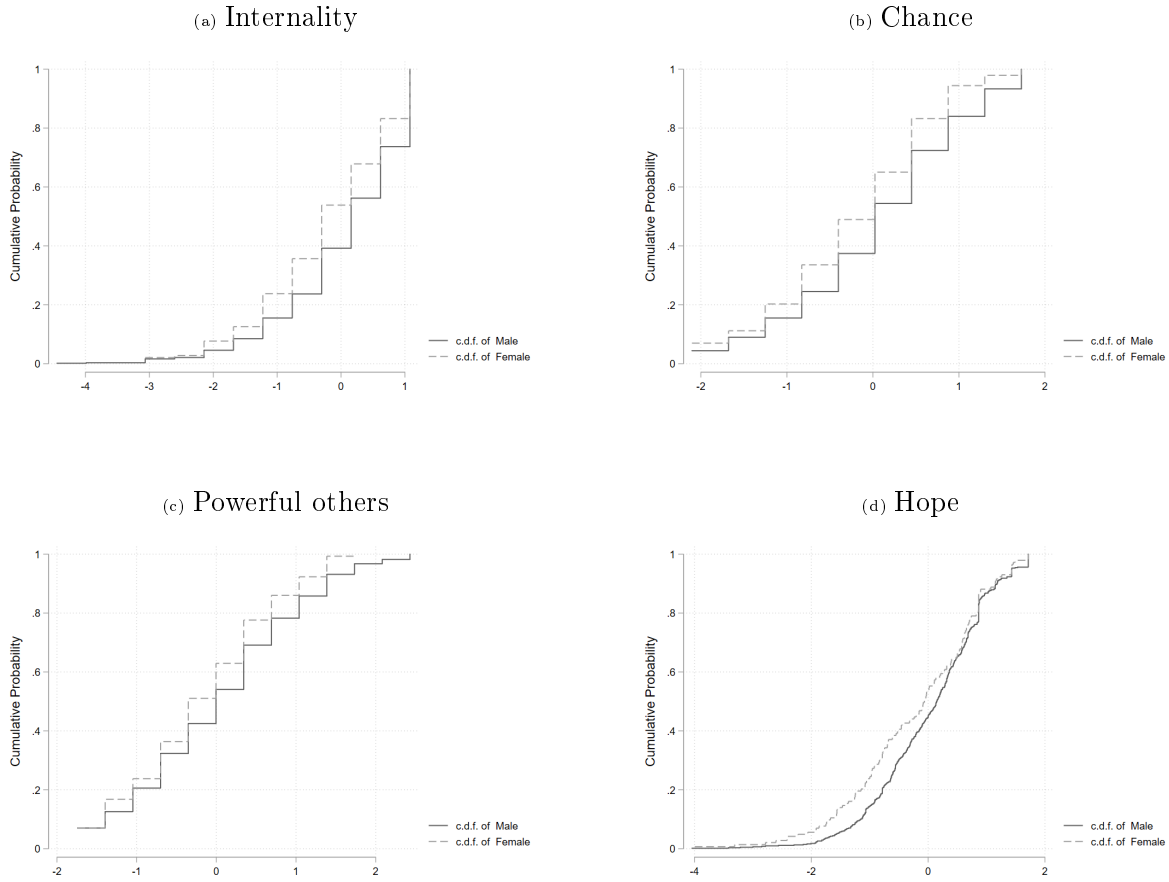 (a) Internality
Cumulative Probability
1
.8
.6
.4
.2
0
-4 -3 -2 -1 0 1
c.d.f. of Male
c.d.f. of Female
(b) Chance
Cumulative Probability
1
.8
.6
.4
.2
0
-2 -1 0 1 2
c.d.f. of Male
c.d.f. of Female
(c) Powerful others
Cumulative Probability
1
.8
.6
.4
.2
0
-2 -1 0 1 2
c.d.f. of Male
c.d.f. of Female
(d) Hope
Cumulative Probability
1
.8
.6
.4
.2
0
-4 -2 0 2
c.d.f. of Male
c.d.f. of Female